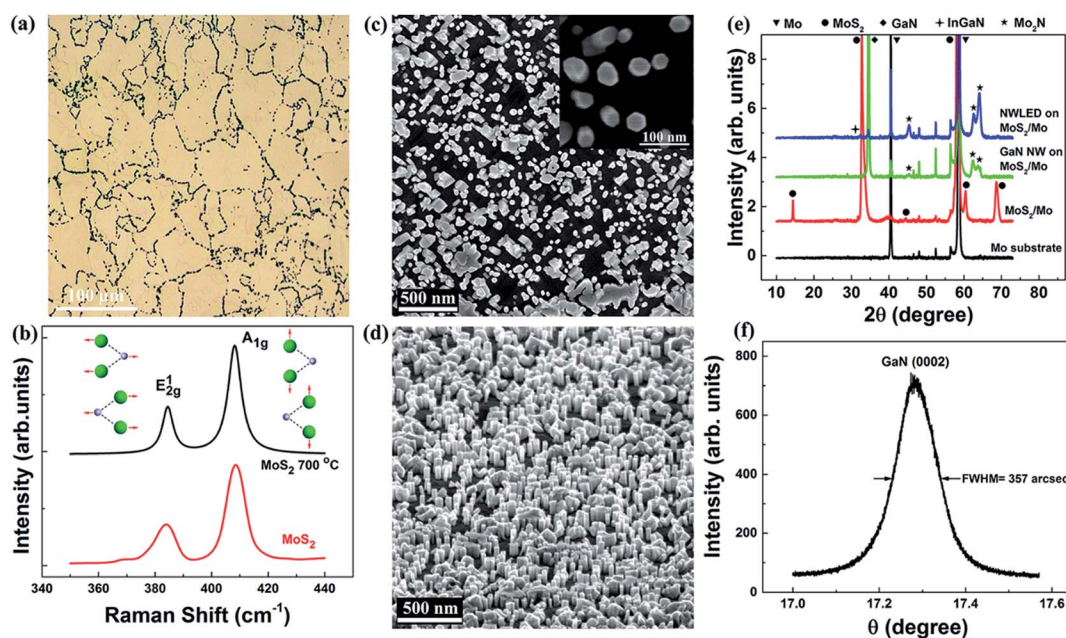 (a)
100 μm
(b)
Intensity (arb.units)
E¹₂g
A₁g
MoS₂ 700 °C
MoS₂
340 360 380 400 420 440
Raman Shift (cm⁻¹)
(c)
100 nm
500 nm
(d)
500 nm
(e)
▼ Mo ● MoS₂ ◆ GaN + InGaN ★ Mo₂N
8
6
4
2
0
Intensity (arb. units)
NWLED on
MoS₂/Mo
GaN NW on
MoS₂/Mo
MoS₂/Mo
Mo substrate
10 20 30 40 50 60 70 80
2θ (degree)
(f)
800
600
400
200
0
Intensity (arb. units)
GaN (0002)
FWHM= 357 arcsec
17.0 17.2 17.4 17.6
θ (degree)